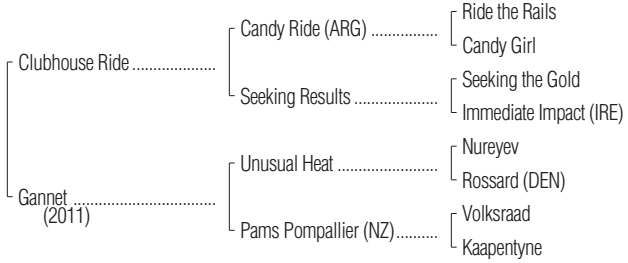 Ride the Rails
Candy Ride (ARG) ................
Candy Girl
Clubhouse Ride ....................
Seeking the Gold
Seeking Results ....................
Immediate Impact (IRE)
Nureyev
Unusual Heat ........................
Rossard (DEN)
Gannet ..................................
(2011)
Volksraad
Pams Pompallier (NZ)..........
Kaapentyne